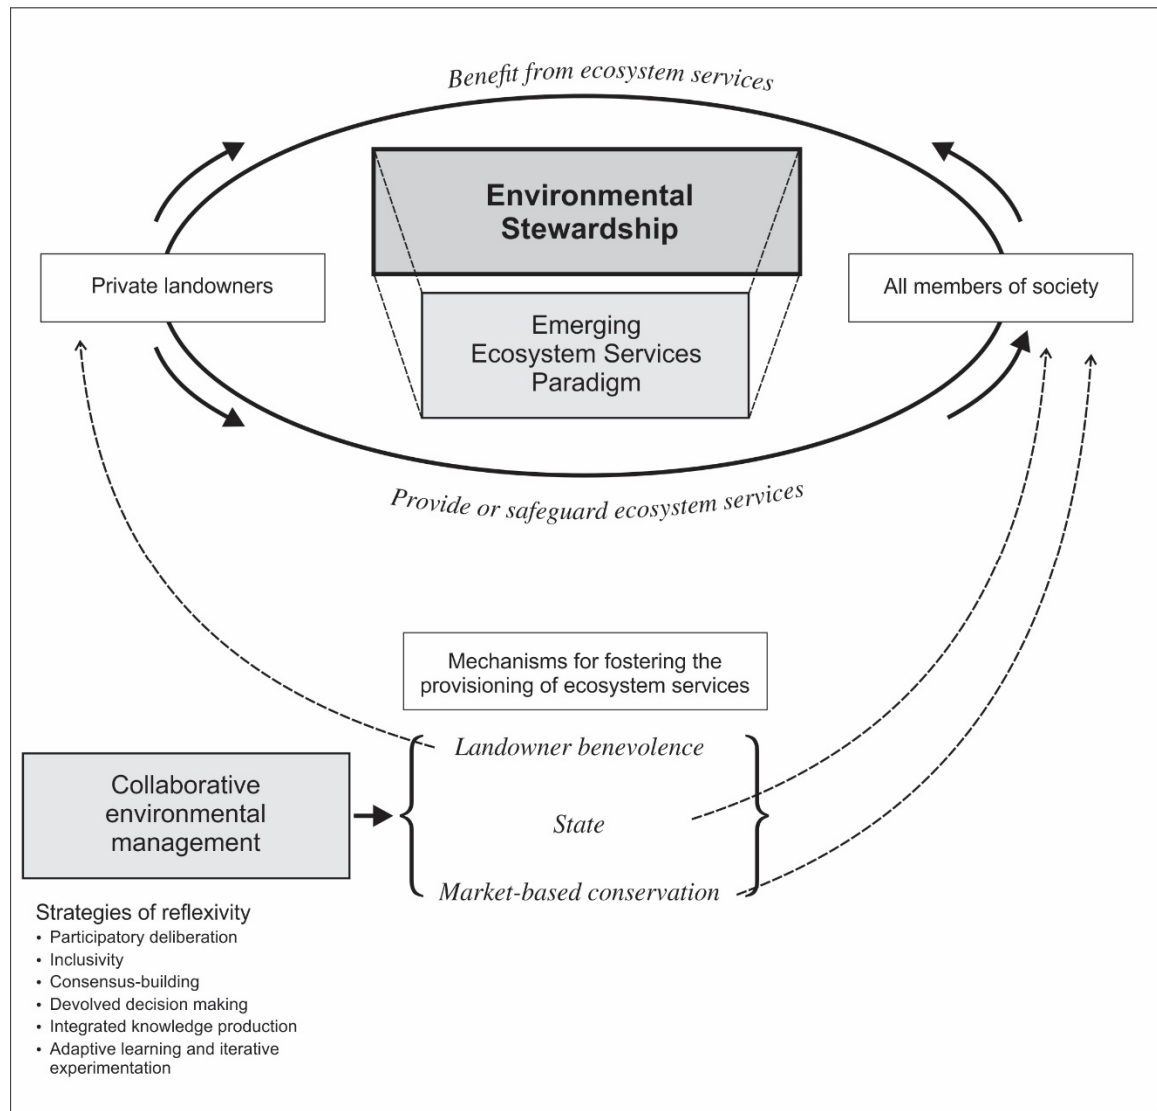 Benefit from ecosystem services
Environmental
Stewardship
Private landowners
All members of society
Emerging
Ecosystem Services
Paradigm
Provide or safeguard ecosystem services
Mechanisms for fostering the
provisioning of ecosystem services
Landowner benevolence
State
Market-based conservation
Collaborative
environmental
management
Strategies of reflexivity
• Participatory deliberation
• Inclusivity
• Consensus-building
• Devolved decision making
• Integrated knowledge production
• Adaptive learning and iterative
experimentation